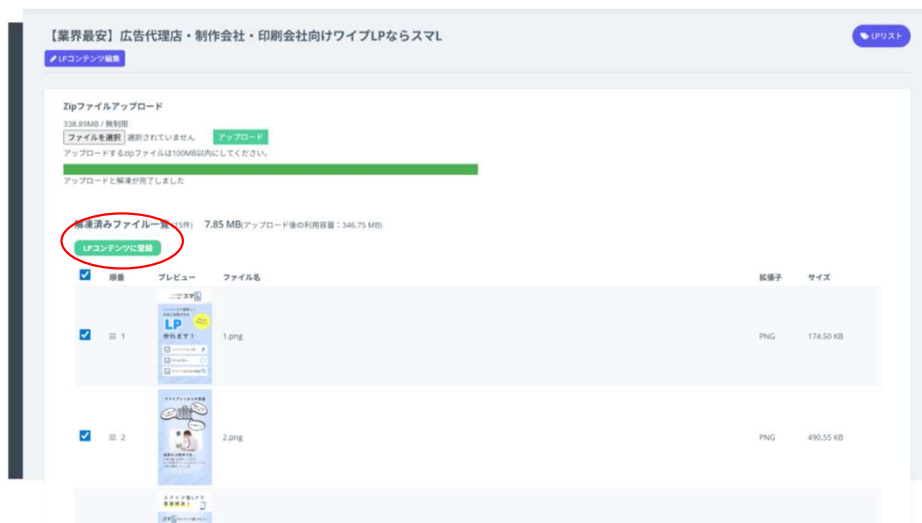 【業界最安】広告代理店・制作会社・印刷会社向けワイプLPならスマL
LPリスト
LPコンテンツ編集
Zipファイルアップロード
338.89MB / 無制限
ファイルを選択 選択されていません アップロード
アップロードするzipファイルは100MB以内にしてください。
アップロードと解凍が完了しました
解凍済みファイル一覧 (15件) 7.85 MB(アップロード後の利用容量：346.75 MB)
LPコンテンツに登録
順番 プレビュー ファイル名 拡張子 サイズ
スマL
LP
作れます！
1 1.png PNG 174.50 KB
2 2.png PNG 490.55 KB